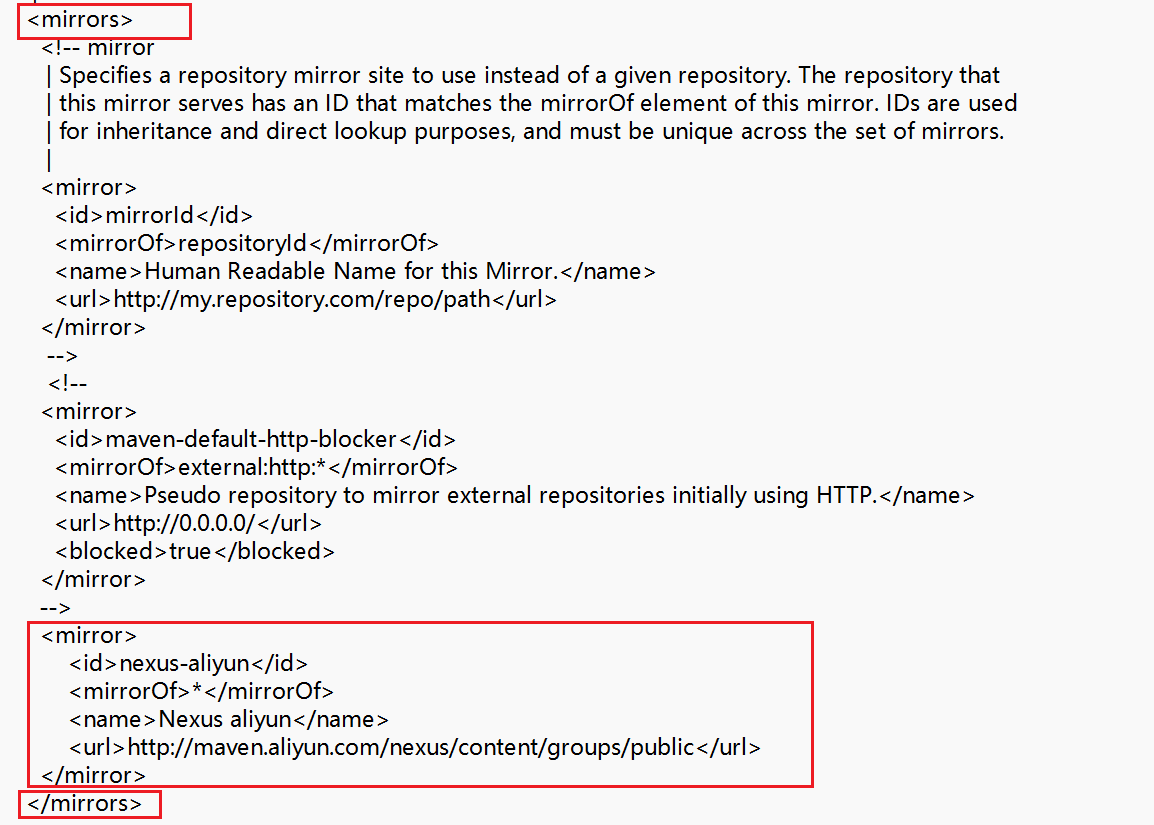 <mirrors>
<!-- mirror
| Specifies a repository mirror site to use instead of a given repository. The repository that
| this mirror serves has an ID that matches the mirrorOf element of this mirror. IDs are used
| for inheritance and direct lookup purposes, and must be unique across the set of mirrors.
|
<mirror>
<id>mirrorId</id>
<mirrorOf>repositoryId</mirrorOf>
<name>Human Readable Name for this Mirror.</name>
<url>http://my.repository.com/repo/path</url>
</mirror>
-->
<!--
<mirror>
<id>maven-default-http-blocker</id>
<mirrorOf>external:http:*</mirrorOf>
<name>Pseudo repository to mirror external repositories initially using HTTP.</name>
<url>http://0.0.0.0/</url>
<blocked>true</blocked>
</mirror>
-->
<mirror>
<id>nexus-aliyun</id>
<mirrorOf>*</mirrorOf>
<name>Nexus aliyun</name>
<url>http://maven.aliyun.com/nexus/content/groups/public</url>
</mirror>
</mirrors>